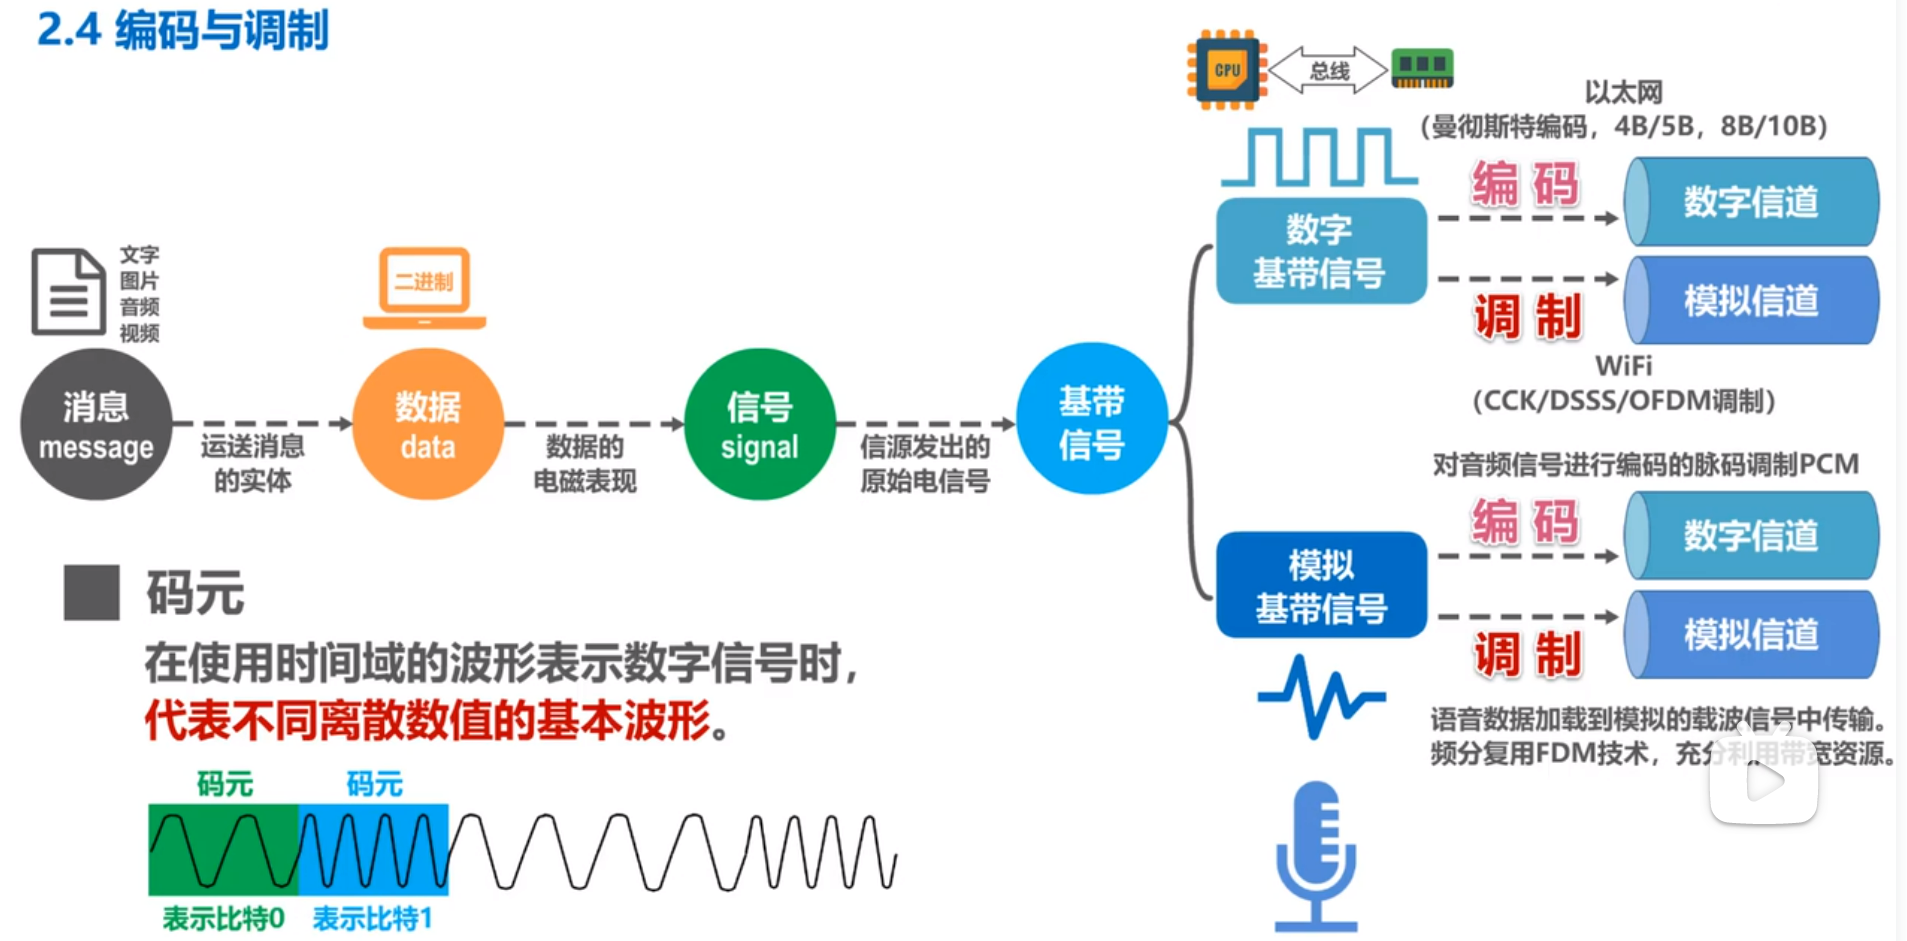 2.4 编码与调制
CPU
总线
以太网
(曼彻斯特编码，4B/5B，8B/10B)
编码
数字信道
数字
基带信号
调制
模拟信道
WiFi
(CCK/DSSS/OFDM调制)
文字
图片
音频
视频
二进制
消息
message
运送消息
的实体
数据
data
数据的
电磁表现
信号
signal
信源发出的
原始电信号
基带
信号
对音频信号进行编码的脉码调制PCM
编码
数字信道
模拟
基带信号
调制
模拟信道
语音数据加载到模拟的载波信号中传输。
频分复用FDM技术，充分利用带宽资源。
码元
在使用时间域的波形表示数字信号时，
代表不同离散数值的基本波形。
码元
码元
表示比特0
表示比特1